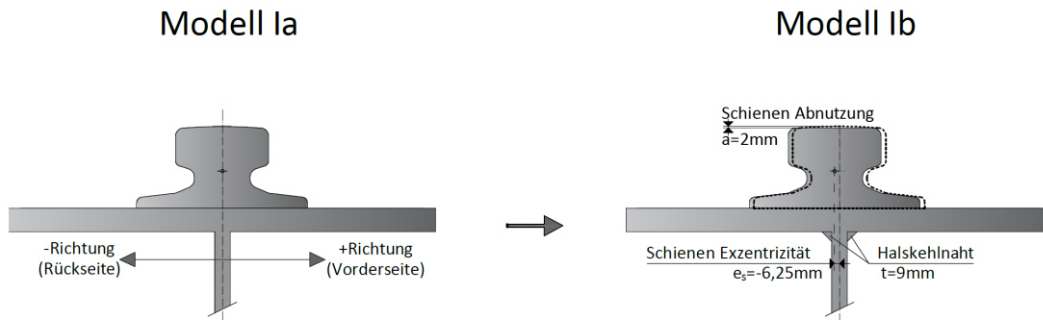 Modell Ia
Modell Ib
Schienen Abnutzung
a=2mm
-Richtung
(Rückseite)
+Richtung
(Vorderseite)
Schienen Exzentrizität
eₛ=-6,25mm
Halskehlnaht
t=9mm